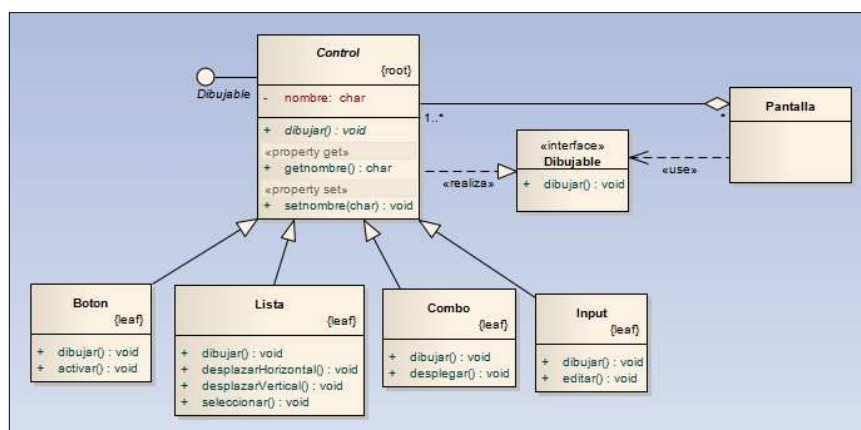 Control
{root}
Dibujable
- nombre: char
+ dibujar() : void
«property get»
+ getnombre() : char
«property set»
+ setnombre(char) : void
1..*
*
Pantalla
«interface»
Dibujable
+ dibujar() : void
«realiza»
«use»
Boton
{leaf}
+ dibujar() : void
+ activar() : void
Lista
{leaf}
+ dibujar() : void
+ desplazarHorizontal() : void
+ desplazarVertical() : void
+ seleccionar() : void
Combo
{leaf}
+ dibujar() : void
+ desplegar() : void
Input
{leaf}
+ dibujar() : void
+ editar() : void